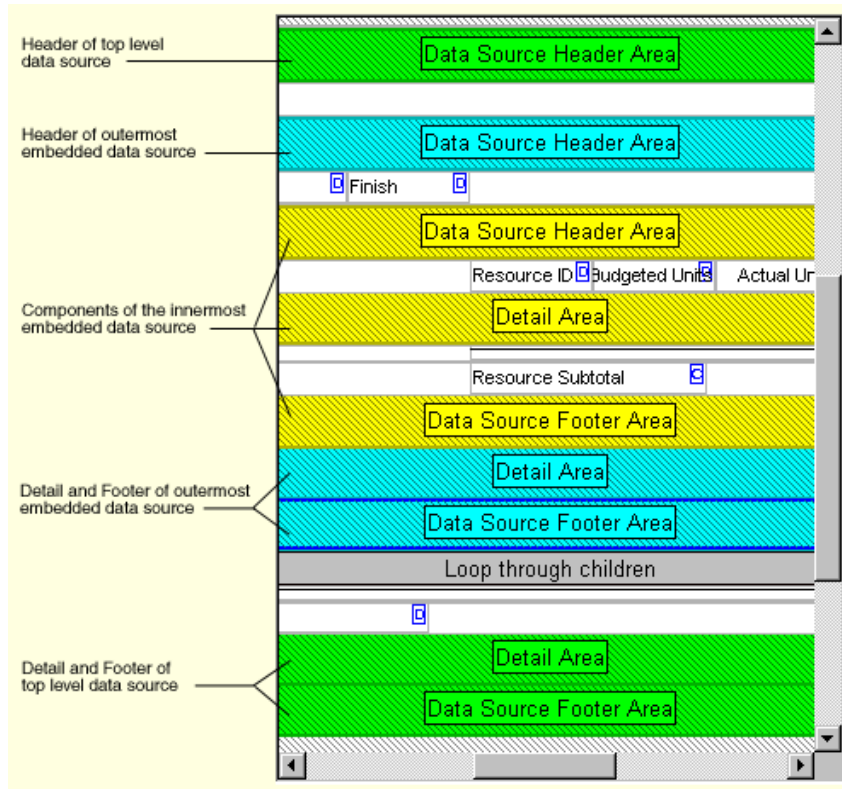 Header of top level
data source
Data Source Header Area
Header of outermost
embedded data source
Data Source Header Area
D Finish D
Data Source Header Area
Resource ID D Budgeted Units D Actual Un
Components of the innermost
embedded data source
Detail Area
Resource Subtotal C
Data Source Footer Area
Detail and Footer of outermost
embedded data source
Detail Area
Data Source Footer Area
Loop through children
D
Detail and Footer of
top level data source
Detail Area
Data Source Footer Area